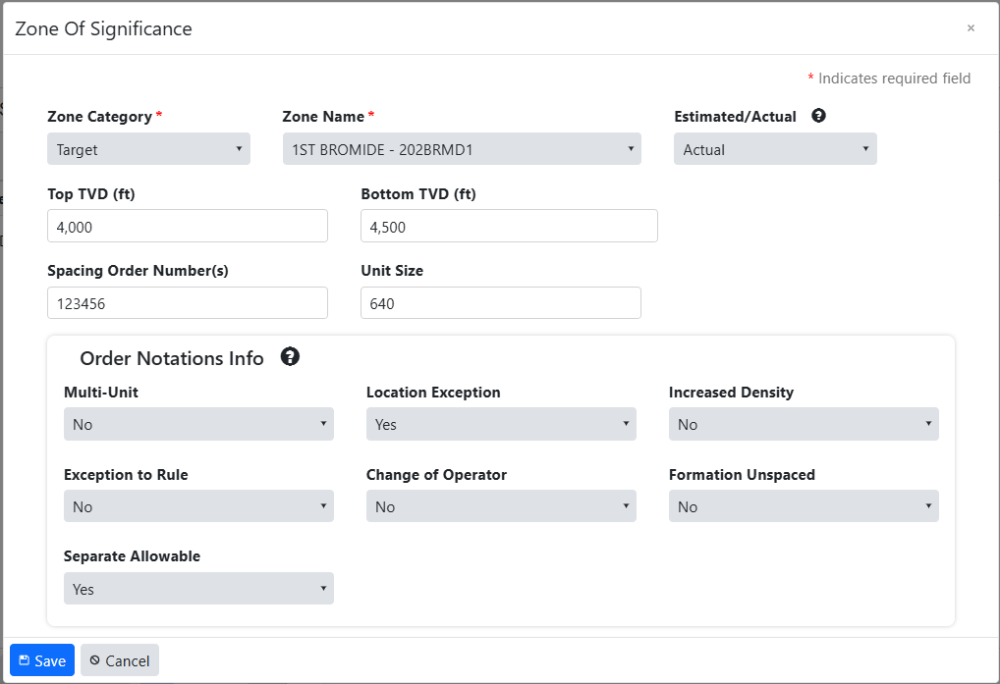 Zone Of Significance ×
* Indicates required field
Zone Category * Zone Name * Estimated/Actual ?
Target 1ST BROMIDE - 202BRMD1 Actual
Top TVD (ft) Bottom TVD (ft)
4,000 4,500
Spacing Order Number(s) Unit Size
123456 640
Order Notations Info ?
Multi-Unit Location Exception Increased Density
No Yes No
Exception to Rule Change of Operator Formation Unspaced
No No No
Separate Allowable
Yes
Save Cancel